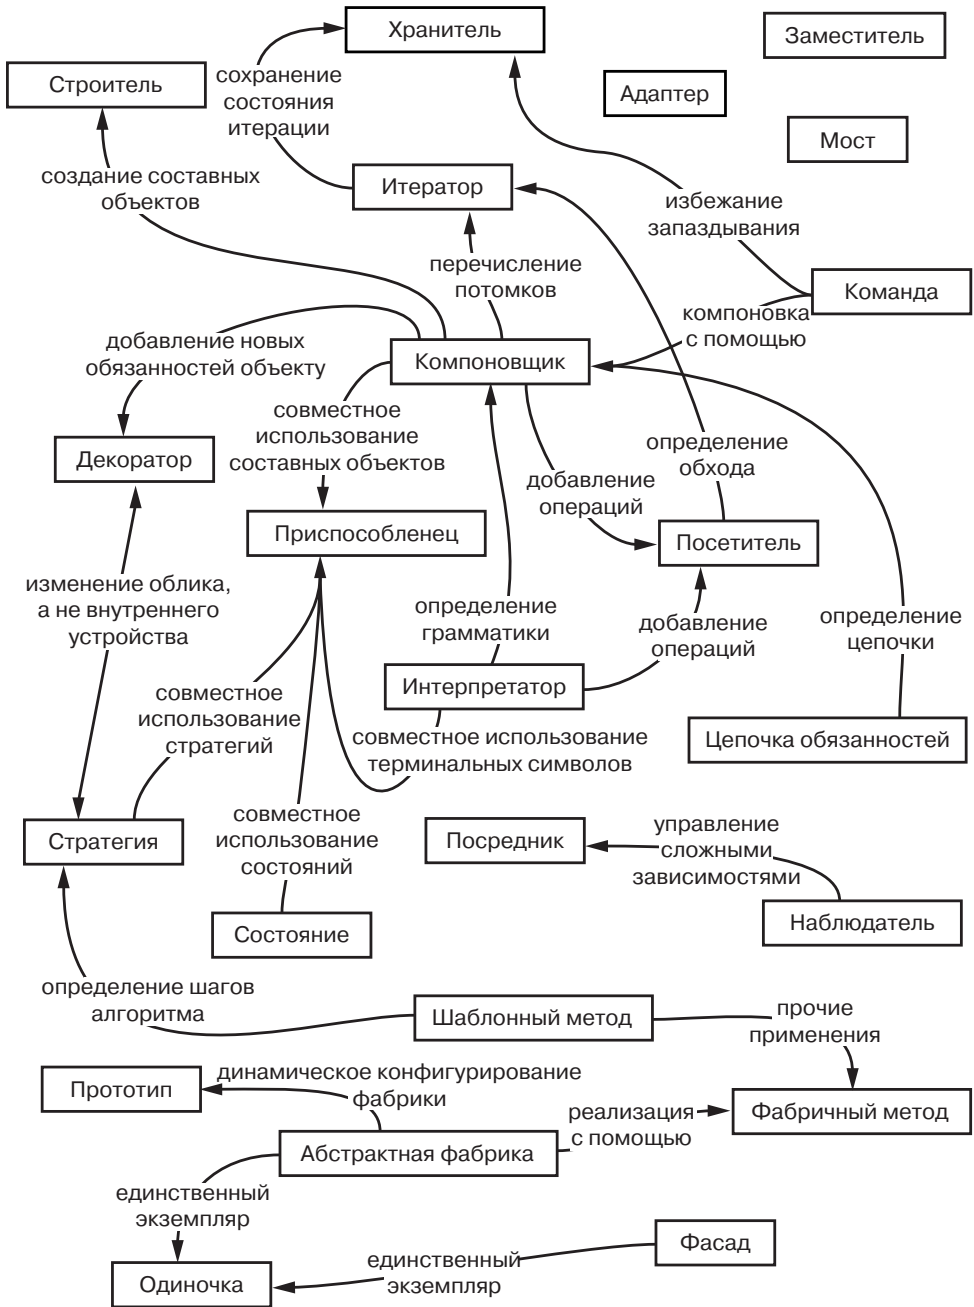 Хранитель
Заместитель
Строитель
сохранение
состояния
итерации
Адаптер
Мост
создание составных
объектов
Итератор
избежание
запаздывания
перечисление
потомков
Команда
компоновка
с помощью
добавление новых
обязанностей объекту
Компоновщик
совместное
использование
составных объектов
определение
обхода
Декоратор
добавление
операций
Приспособленец
Посетитель
изменение облика,
а не внутреннего
устройства
определение
грамматики
добавление
операций
определение
цепочки
Интерпретатор
совместное
использование
стратегий
совместное использование
терминальных символов
Цепочка обязанностей
совместное
использование
состояний
Стратегия
Посредник
управление
сложными
зависимостями
Состояние
Наблюдатель
определение шагов
алгоритма
Шаблонный метод
прочие
применения
Прототип
динамическое конфигурирование
фабрики
реализация
с помощью
Фабричный метод
Абстрактная фабрика
единственный
экземпляр
Фасад
единственный
экземпляр
Одиночка